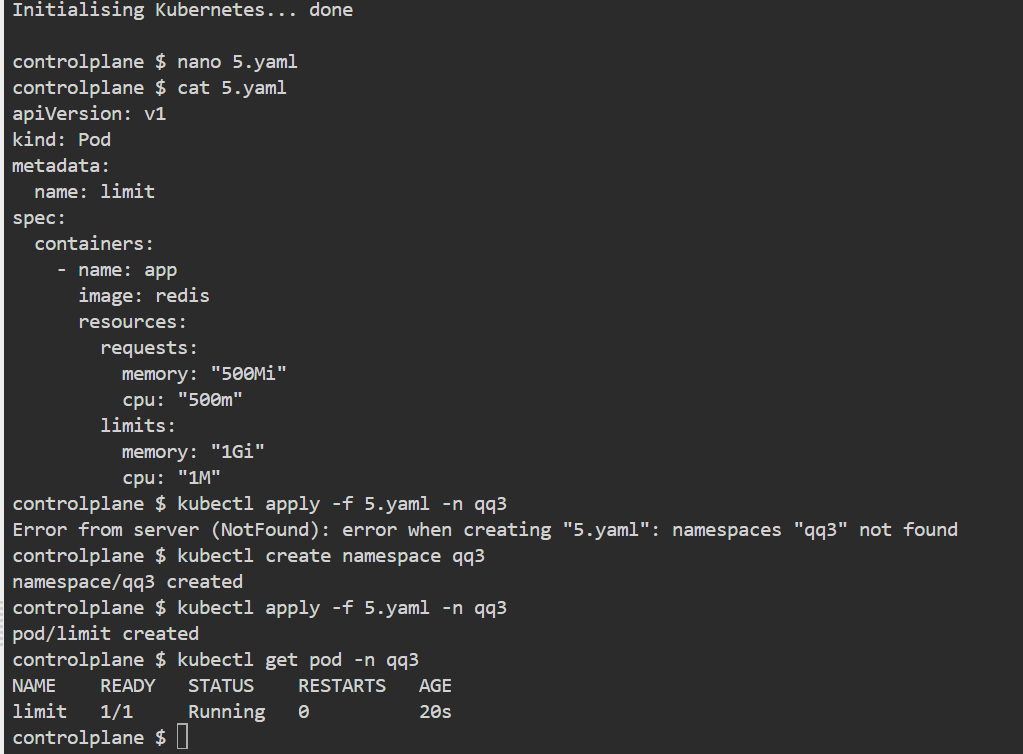 Initialising Kubernetes... done
controlplane $ nano 5.yaml
controlplane $ cat 5.yaml
apiVersion: v1
kind: Pod
metadata:
  name: limit
spec:
  containers:
    - name: app
      image: redis
      resources:
        requests:
          memory: "500Mi"
          cpu: "500m"
        limits:
          memory: "1Gi"
          cpu: "1M"
controlplane $ kubectl apply -f 5.yaml -n qq3
Error from server (NotFound): error when creating "5.yaml": namespaces "qq3" not found
controlplane $ kubectl create namespace qq3
namespace/qq3 created
controlplane $ kubectl apply -f 5.yaml -n qq3
pod/limit created
controlplane $ kubectl get pod -n qq3
NAME    READY   STATUS    RESTARTS   AGE
limit   1/1     Running   0          20s
controlplane $